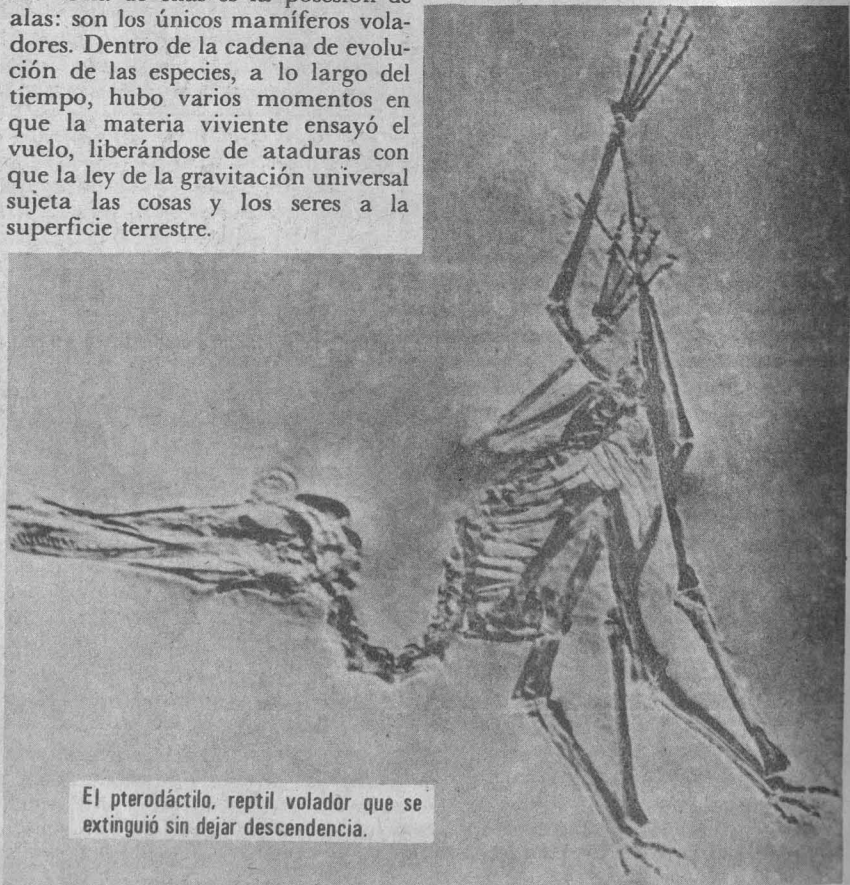 alas: son los únicos mamíferos vola-
dores. Dentro de la cadena de evolu-
ción de las especies, a lo largo del
tiempo, hubo varios momentos en
que la materia viviente ensayó el
vuelo, liberándose de ataduras con
que la ley de la gravitación universal
sujeta las cosas y los seres a la
superficie terrestre.
El pterodáctilo, reptil volador que se
extinguió sin dejar descendencia.